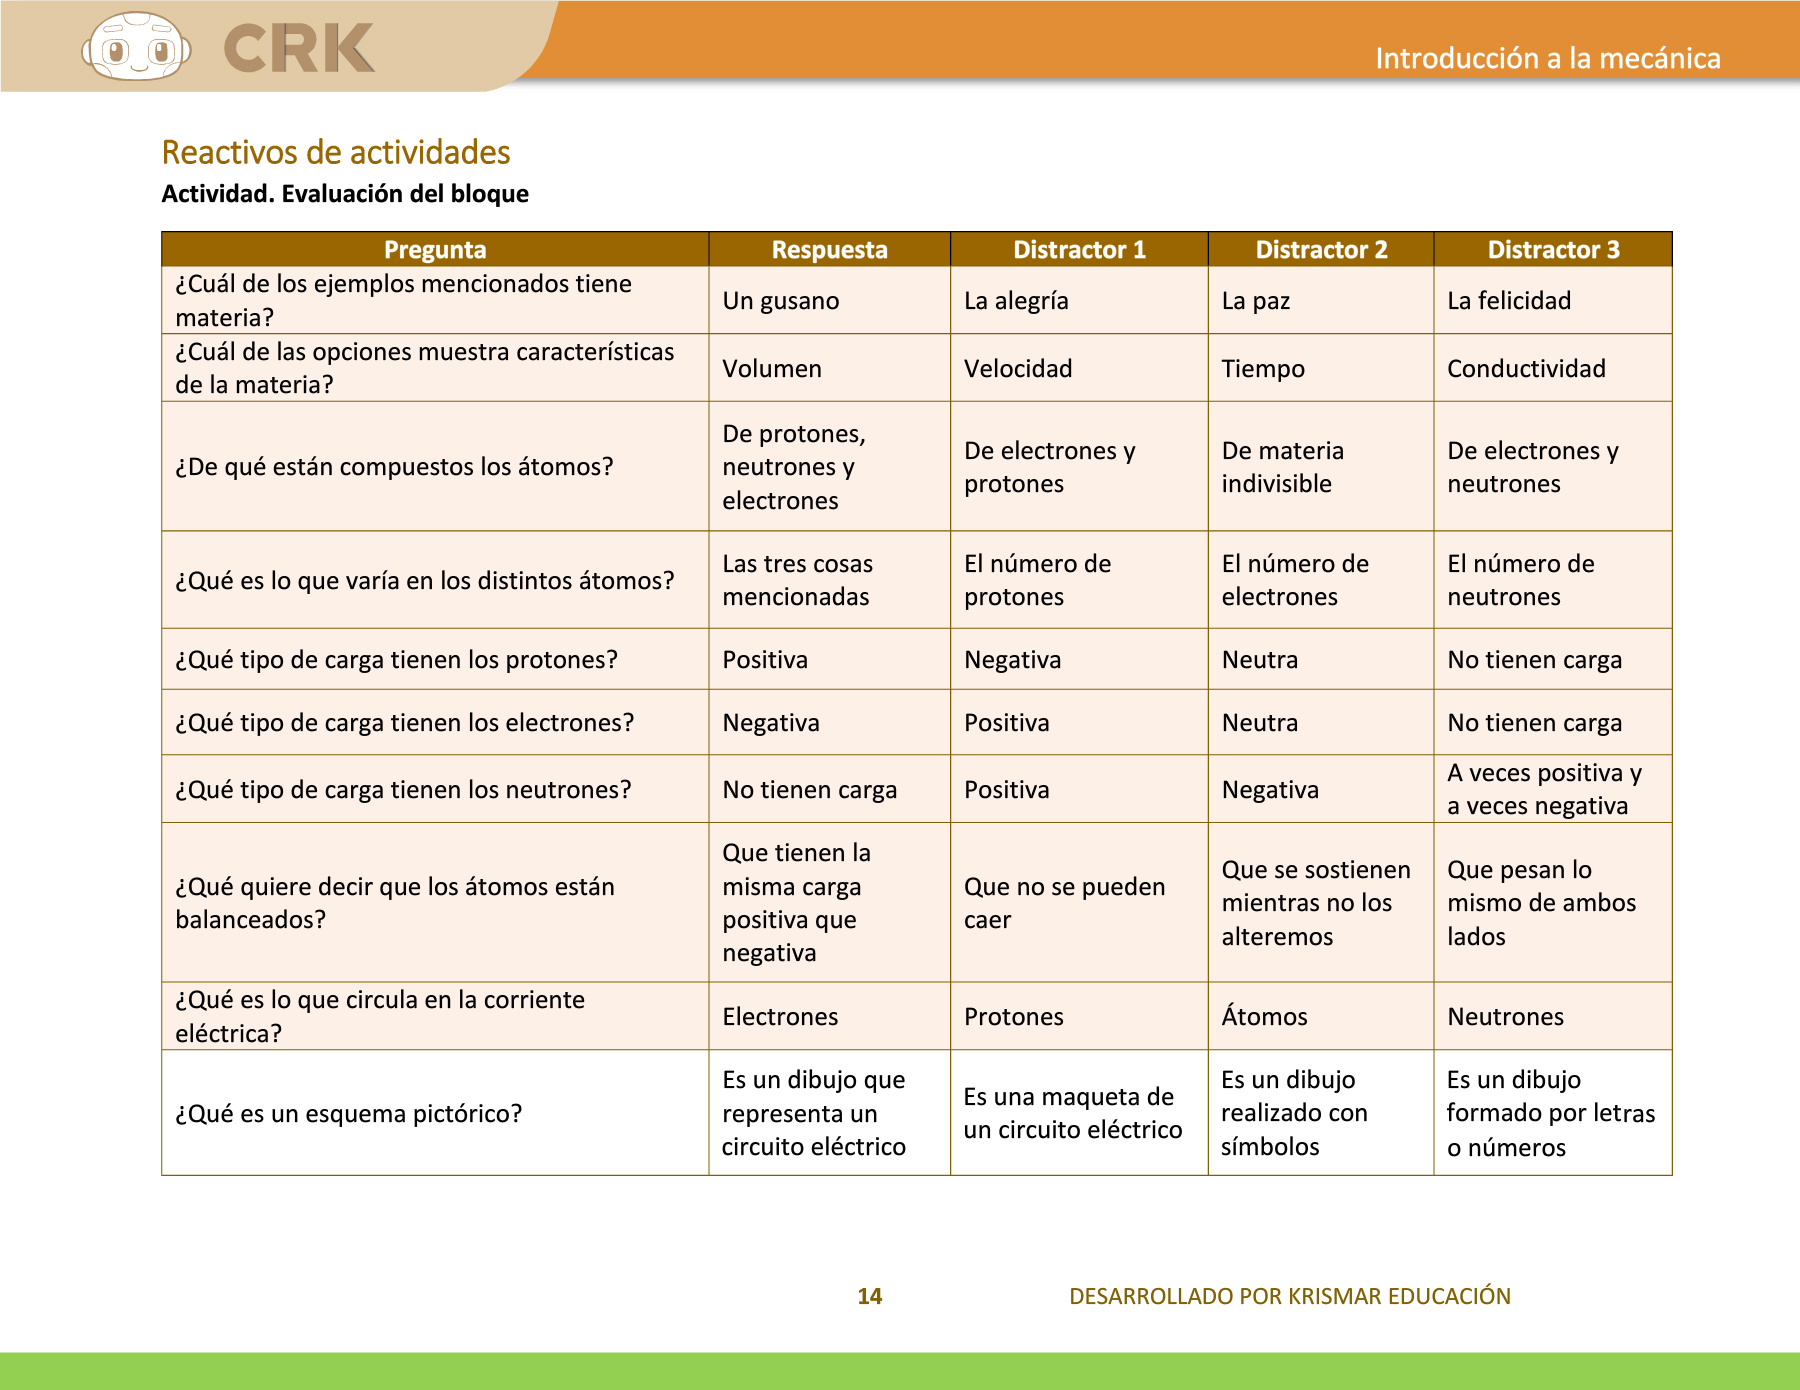 CRK
Introducción a la mecánica
Reactivos de actividades
Actividad. Evaluación del bloque
Pregunta Respuesta Distractor 1 Distractor 2 Distractor 3
¿Cuál de los ejemplos mencionados tiene
materia?
Un gusano
La alegría
La paz
La felicidad
¿Cuál de las opciones muestra características
de la materia?
Volumen
Velocidad
Tiempo
Conductividad
¿De qué están compuestos los átomos?
De protones,
neutrones y
electrones
De electrones y
protones
De materia
indivisible
De electrones y
neutrones
¿Qué es lo que varía en los distintos átomos?
Las tres cosas
mencionadas
El número de
protones
El número de
electrones
El número de
neutrones
¿Qué tipo de carga tienen los protones?
Positiva
Negativa
Neutra
No tienen carga
¿Qué tipo de carga tienen los electrones?
Negativa
Positiva
Neutra
No tienen carga
¿Qué tipo de carga tienen los neutrones?
No tienen carga
Positiva
Negativa
A veces positiva y
a veces negativa
¿Qué quiere decir que los átomos están
balanceados?
Que tienen la
misma carga
positiva que
negativa
Que no se pueden
caer
Que se sostienen
mientras no los
alteremos
Que pesan lo
mismo de ambos
lados
¿Qué es lo que circula en la corriente
eléctrica?
Electrones
Protones
Átomos
Neutrones
¿Qué es un esquema pictórico?
Es un dibujo que
representa un
circuito eléctrico
Es una maqueta de
un circuito eléctrico
Es un dibujo
realizado con
símbolos
Es un dibujo
formado por letras
o números
14
DESARROLLADO POR KRISMAR EDUCACIÓN